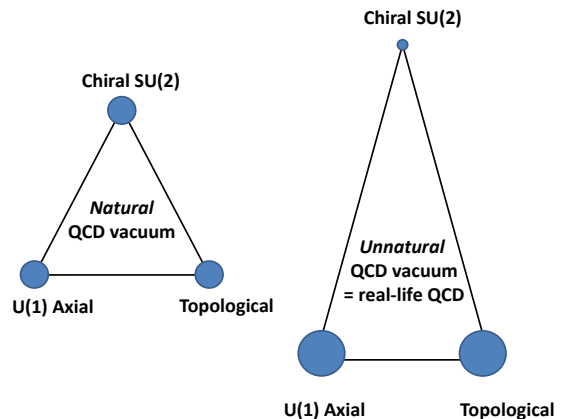 Chiral SU(2)
Natural
QCD vacuum
U(1) Axial
Topological
Chiral SU(2)
Unnatural
QCD vacuum
= real-life QCD
U(1) Axial
Topological